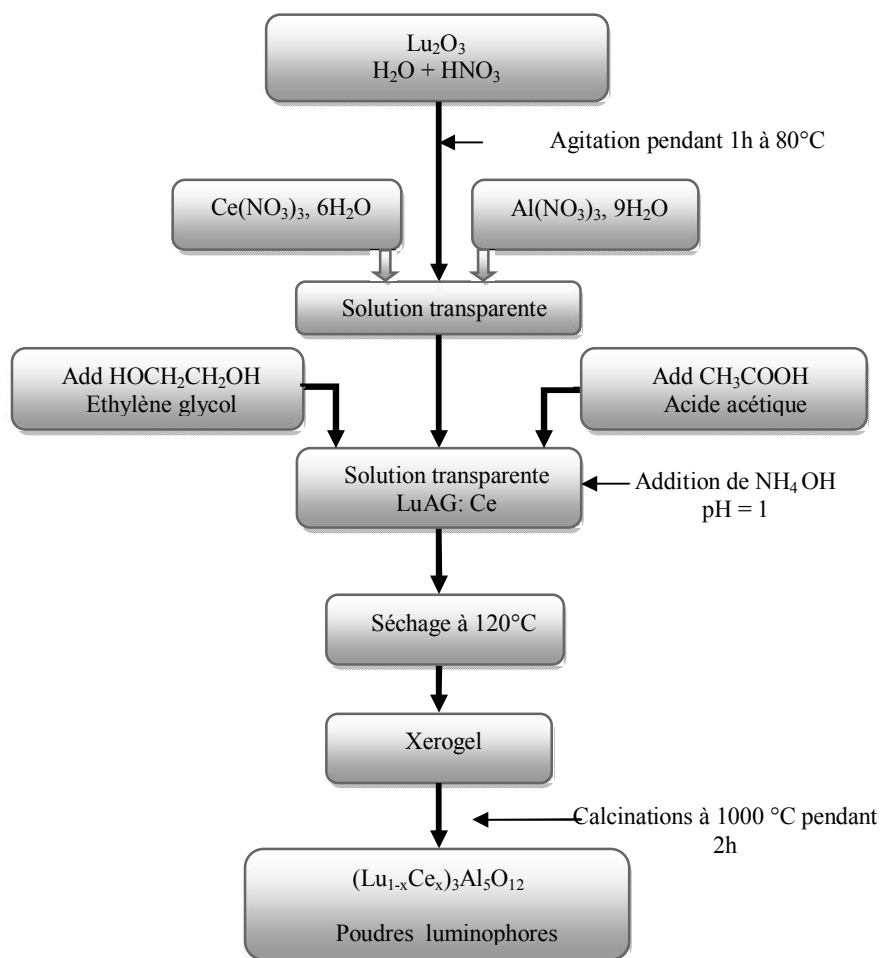 Lu₂O₃
H₂O + HNO₃
Agitation pendant 1h à 80°C
Ce(NO₃)₃, 6H₂O
Al(NO₃)₃, 9H₂O
Solution transparente
Add HOCH₂CH₂OH
Ethylène glycol
Add CH₃COOH
Acide acétique
Solution transparente
LuAG: Ce
Addition de NH₄ OH
pH = 1
Séchage à 120°C
Xerogel
Calcinations à 1000 °C pendant
2h
(Lu₁₋ₓCeₓ)₃Al₅O₁₂
Poudres luminophores